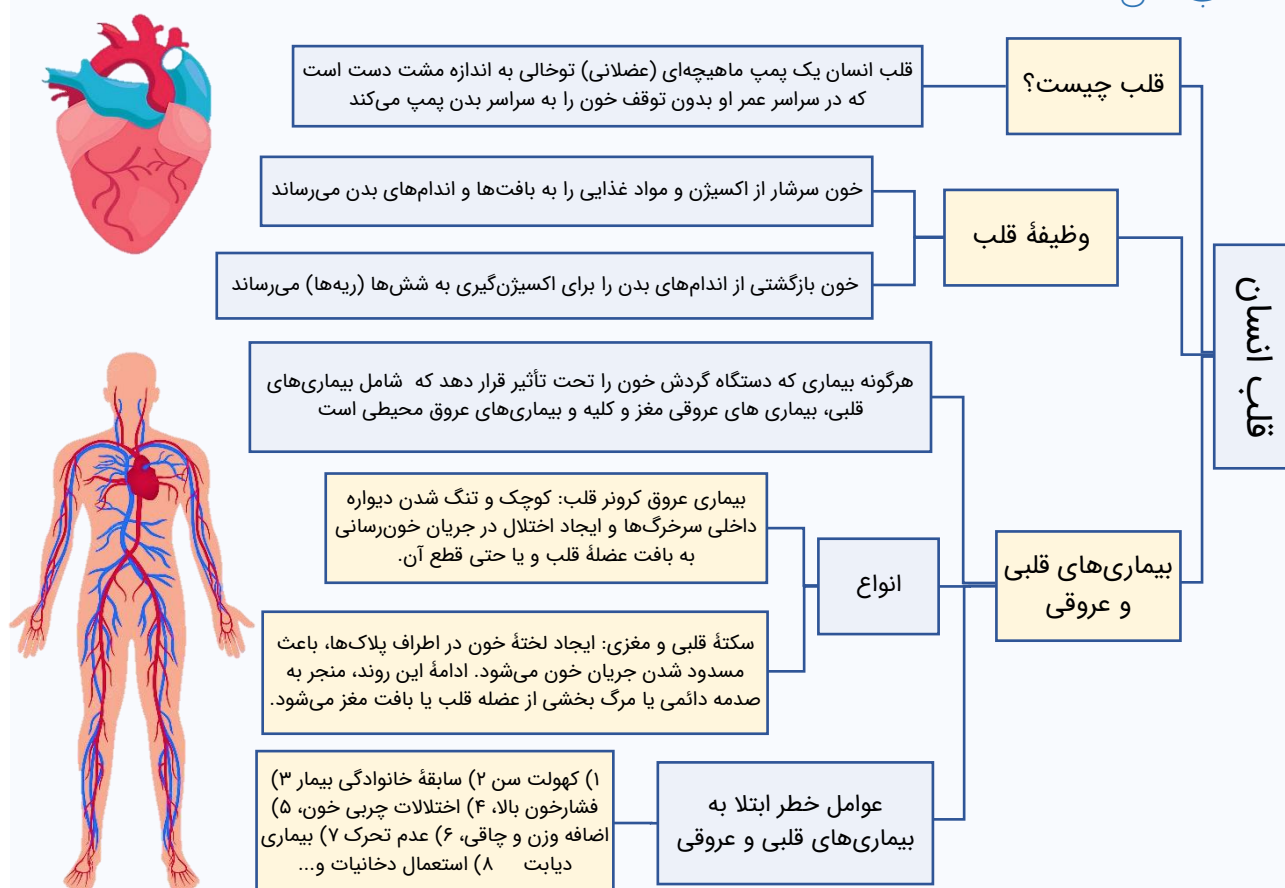 قلب انسان
قلب چیست؟
قلب انسان یک پمپ ماهیچه‌ای (عضلانی) توخالی به اندازه مشت دست است
که در سراسر عمر او بدون توقف خون را به سراسر بدن پمپ می‌کند
وظیفهٔ قلب
خون سرشار از اکسیژن و مواد غذایی را به بافت‌ها و اندام‌های بدن می‌رساند
خون بازگشتی از اندام‌های بدن را برای اکسیژن‌گیری به شش‌ها (ریه‌ها) می‌رساند
بیماری‌های قلبی
و عروقی
هرگونه بیماری که دستگاه گردش خون را تحت تأثیر قرار دهد که شامل بیماری‌های
قلبی، بیماری های عروقی مغز و کلیه و بیماری‌های عروق محیطی است
انواع
بیماری عروق کرونر قلب: کوچک و تنگ شدن دیواره
داخلی سرخرگ‌ها و ایجاد اختلال در جریان خون‌رسانی
به بافت عضلهٔ قلب و یا حتی قطع آن.
سکتهٔ قلبی و مغزی: ایجاد لختهٔ خون در اطراف پلاک‌ها، باعث
مسدود شدن جریان خون می‌شود. ادامهٔ این روند، منجر به
صدمه دائمی یا مرگ بخشی از عضله قلب یا بافت مغز می‌شود.
عوامل خطر ابتلا به
بیماری‌های قلبی و عروقی
۱) کهولت سن ۲) سابقهٔ خانوادگی بیمار ۳)
فشارخون بالا، ۴) اختلالات چربی خون، ۵)
اضافه وزن و چاقی، ۶) عدم تحرک ۷) بیماری
دیابت ۸) استعمال دخانیات و...